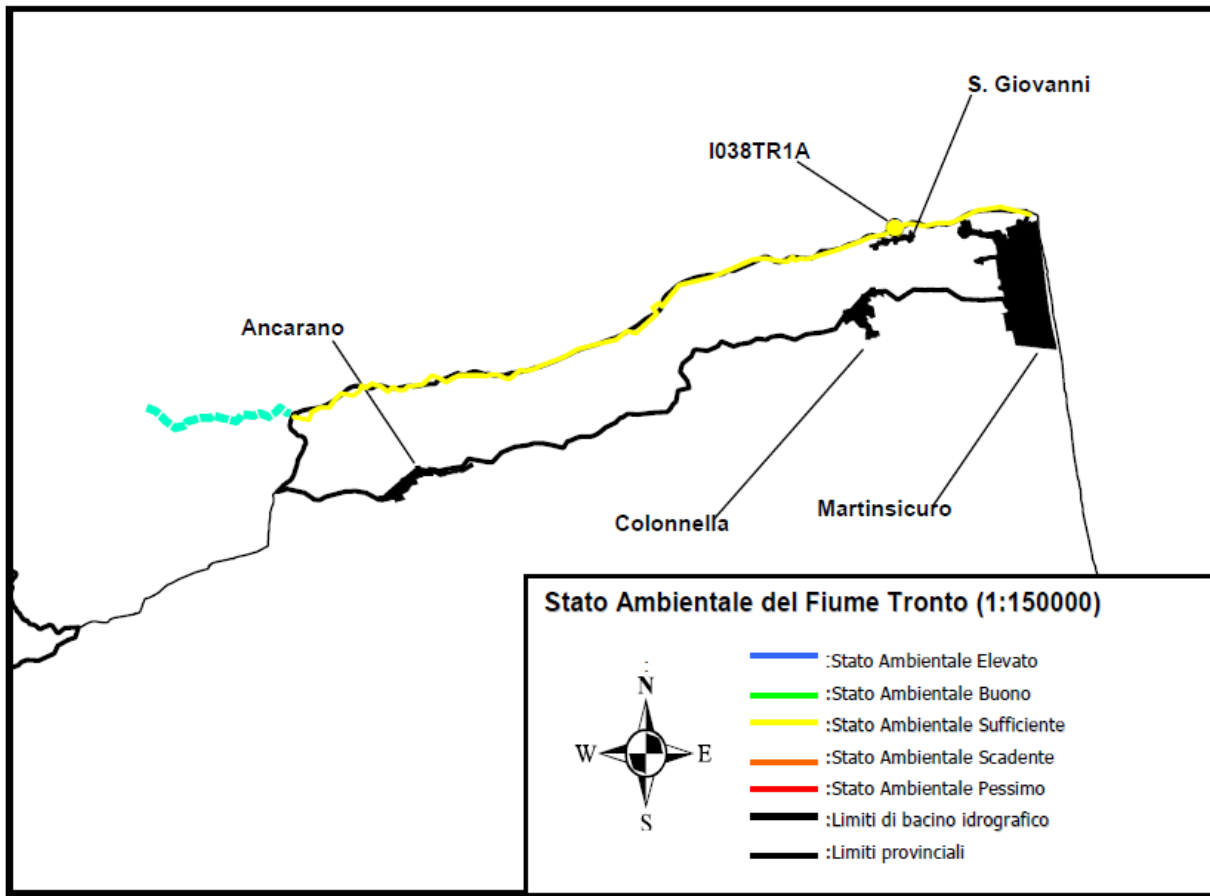 S. Giovanni
I038TR1A
Ancarano
Colonnella
Martinsicuro
Stato Ambientale del Fiume Tronto (1:150000)
:
N
W
E
S
:Stato Ambientale Elevato
:Stato Ambientale Buono
:Stato Ambientale Sufficiente
:Stato Ambientale Scadente
:Stato Ambientale Pessimo
:Limiti di bacino idrografico
:Limiti provinciali